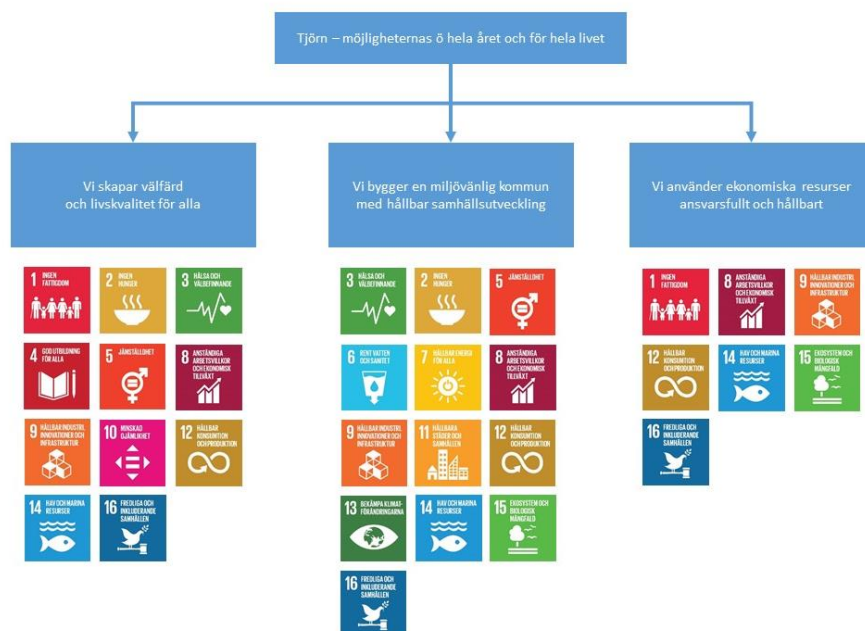 Tjörn – möjligheternas ö hela året och för hela livet
Vi skapar välfärd
och livskvalitet för alla
Vi bygger en miljövänlig kommun
med hållbar samhällsutveckling
Vi använder ekonomiska resurser
ansvarsfullt och hållbart
1 INGEN
FATTIGDOM
2 INGEN
HUNGER
3 HÄLSA OCH
VÄLBEFINNANDE
4 GOD UTBILDNING
FÖR ALLA
5 JÄMSTÄLLDHET
8 ANSTÄNDIGA
ARBETSVILLKOR
OCH EKONOMISK
TILLVÄXT
9 HÅLLBAR INDUSTRI,
INNOVATIONER OCH
INFRASTRUKTUR
10 MINSKAD
OJÄMLIKHET
12 HÅLLBAR
KONSUMTION
OCH PRODUKTION
14 HAV OCH MARINA
RESURSER
16 FREDLIGA OCH
INKLUDERANDE
SAMHÄLLEN
3 HÄLSA OCH
VÄLBEFINNANDE
2 INGEN
HUNGER
5 JÄMSTÄLLDHET
6 RENT VATTEN
OCH SANITET
7 HÅLLBAR ENERGI
FÖR ALLA
8 ANSTÄNDIGA
ARBETSVILLKOR
OCH EKONOMISK
TILLVÄXT
9 HÅLLBAR INDUSTRI,
INNOVATIONER OCH
INFRASTRUKTUR
11 HÅLLBARA
STÄDER OCH
SAMHÄLLEN
12 HÅLLBAR
KONSUMTION
OCH PRODUKTION
13 BEKÄMPA KLIMAT-
FÖRÄNDRINGARNA
14 HAV OCH MARINA
RESURSER
15 EKOSYSTEM OCH
BIOLOGISK
MÅNGFALD
16 FREDLIGA OCH
INKLUDERANDE
SAMHÄLLEN
1 INGEN
FATTIGDOM
8 ANSTÄNDIGA
ARBETSVILLKOR
OCH EKONOMISK
TILLVÄXT
9 HÅLLBAR INDUSTRI,
INNOVATIONER OCH
INFRASTRUKTUR
12 HÅLLBAR
KONSUMTION
OCH PRODUKTION
14 HAV OCH MARINA
RESURSER
15 EKOSYSTEM OCH
BIOLOGISK
MÅNGFALD
16 FREDLIGA OCH
INKLUDERANDE
SAMHÄLLEN